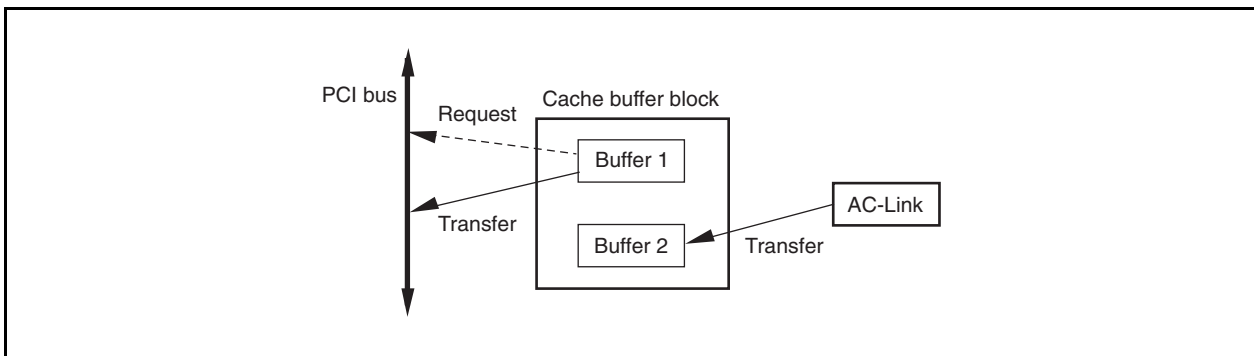 PCI bus
Cache buffer block
Request
Buffer 1
AC-Link
Transfer
Buffer 2
Transfer